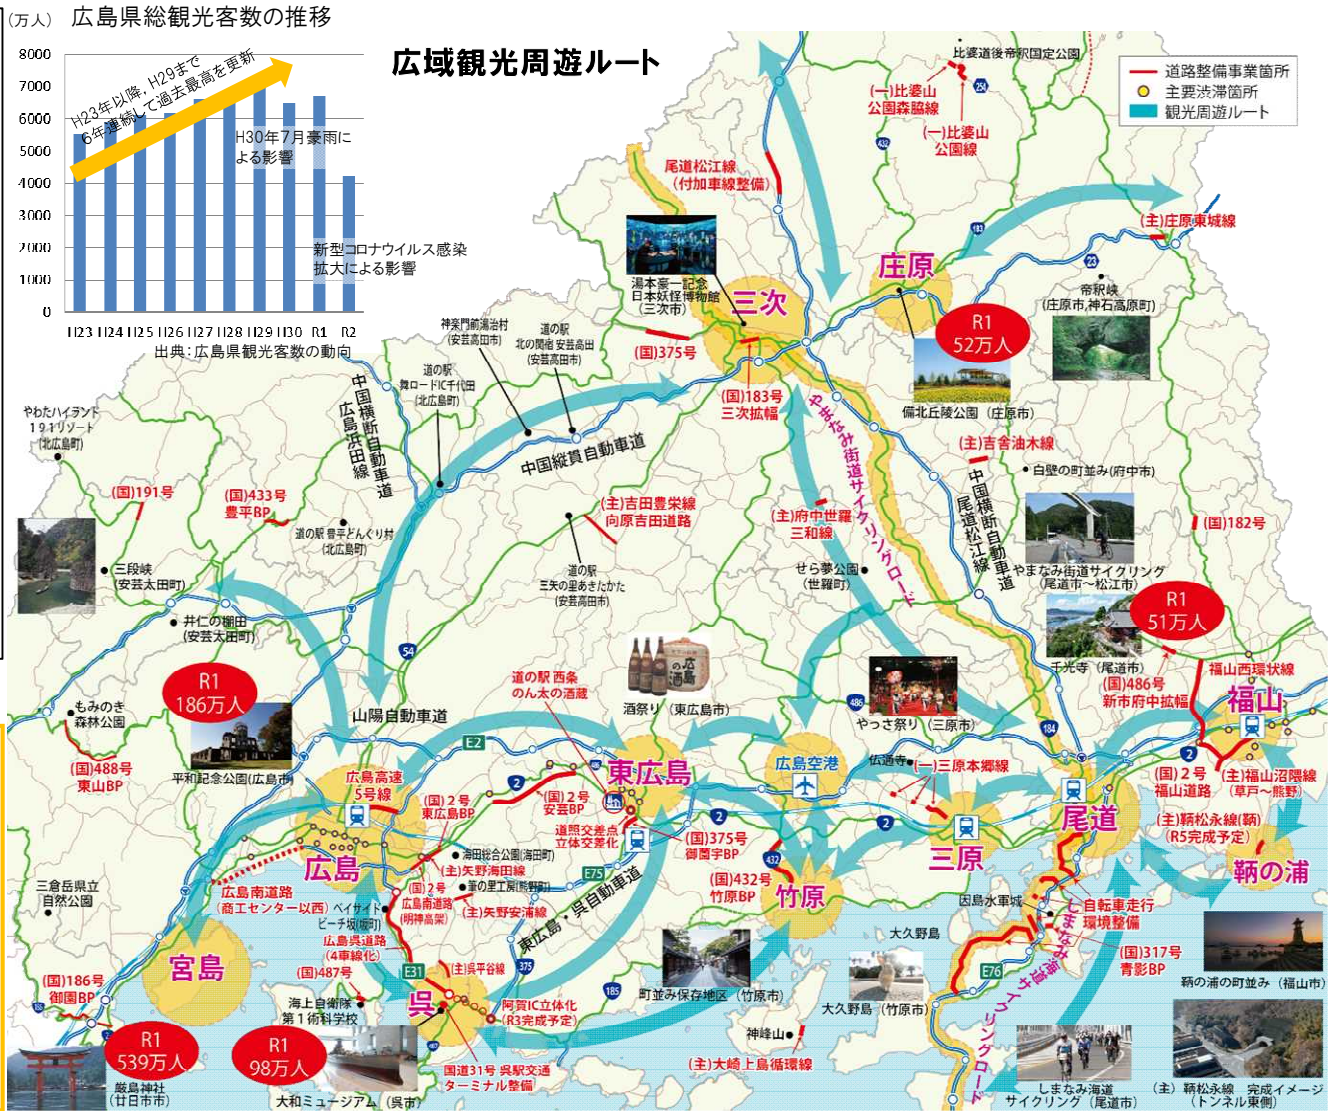 (万人)
広島県総観光客数の推移
8000
7000
6000
5000
4000
3000
2000
1000
0
H23年以降，H29まで
6年連続して過去最高を更新
H30年7月豪雨に
よる影響
新型コロナウイルス感染
拡大による影響
H23 H24 H25 H26 H27 H28 H29 H30 R1 R2
出典：広島県観光客数の動向
広域観光周遊ルート
道路整備事業箇所
主要渋滞箇所
観光周遊ルート
比婆道後帝釈国定公園
(一)比婆山
公園森脇線
254
(一)比婆山
公園線
432
尾道松江線
(付加車線整備)
183
(主)庄原東城線
23
帝釈峡
(庄原市,神石高原町)
湯本豪一記念
日本妖怪博物館
(三次市)
三次
庄原
R1
52万人
備北丘陵公園（庄原市）
神楽門前湯治村
(安芸高田市)
道の駅
北の関宿 安芸高田
(安芸高田市)
(国)375号
(国)183号
三次拡幅
道の駅
舞ロードIC千代田
(北広島町)
中国横断自動車道
広島浜田線
中国縦貫自動車道
やわたハイランド
191リゾート
(北広島町)
(国)191号
(国)433号
豊平BP
道の駅 豊平どんぐり村
(北広島町)
(主)吉田豊栄線
向原吉田道路
道の駅
三矢の里あきたかた
(安芸高田市)
やまなみ街道サイクリングロード
(主)吉舎油木線
白壁の町並み(府中市)
中国横断自動車道
尾道松江線
(主)府中世羅
三和線
せら夢公園
(世羅町)
(国)182号
やまなみ街道サイクリング
(尾道市～松江市)
三段峡
(安芸太田町)
井仁の棚田
(安芸太田町)
54
R1
51万人
千光寺（尾道市）
(国)486号
新市府中拡幅
福山西環状線
福山
R1
186万人
もみのき
森林公園
(国)488号
東山BP
平和記念公園(広島市)
山陽自動車道
E2
道の駅 西条
のん太の酒蔵
酒祭り（東広島市）
486
やっさ祭り（三原市）
仏通寺
(一)三原本郷線
184
2
(国)2号
福山道路
(主)福山沼隈線
(草戸～熊野)
(主)鞆松永線(鞆)
(R5完成予定)
鞆の浦
広島高速
5号線
(国)2号
東広島BP
2
(国)2号
安芸BP
486
東広島
道照交差点
立体交差化
2
(国)375号
御薗宇BP
広島空港
2
432
(国)432号
竹原BP
竹原
三原
尾道
広島
海田総合公園(海田町)
(主)矢野海田線
筆の里工房(熊野町)
(国)2号
広島南道路
(明神高架)
(主)矢野安浦線
E75
東広島・呉自動車道
375
広島南道路
(商工センター以西)
ベイサイド
ビーチ坂(坂町)
広島呉道路
(4車線化)
三倉岳県立
自然公園
宮島
(国)186号
御園BP
186
2
R1
539万人
厳島神社
(廿日市市)
(国)487号
海上自衛隊
第1術科学校
E31
(主)呉平谷線
呉
阿賀IC立体化
(R3完成予定)
487
R1
98万人
大和ミュージアム（呉市）
国道31号 呉駅交通
ターミナル整備
185
町並み保存地区（竹原市）
大久野島
大久野島（竹原市）
神峰山
(主)大崎上島循環線
因島水軍城
自転車走行
環境整備
(国)317号
青影BP
E76
しまなみ海道サイクリングロード
しまなみ海道
サイクリング（尾道市）
鞆の浦の町並み（福山市）
（主）鞆松永線　完成イメージ
（トンネル東側）